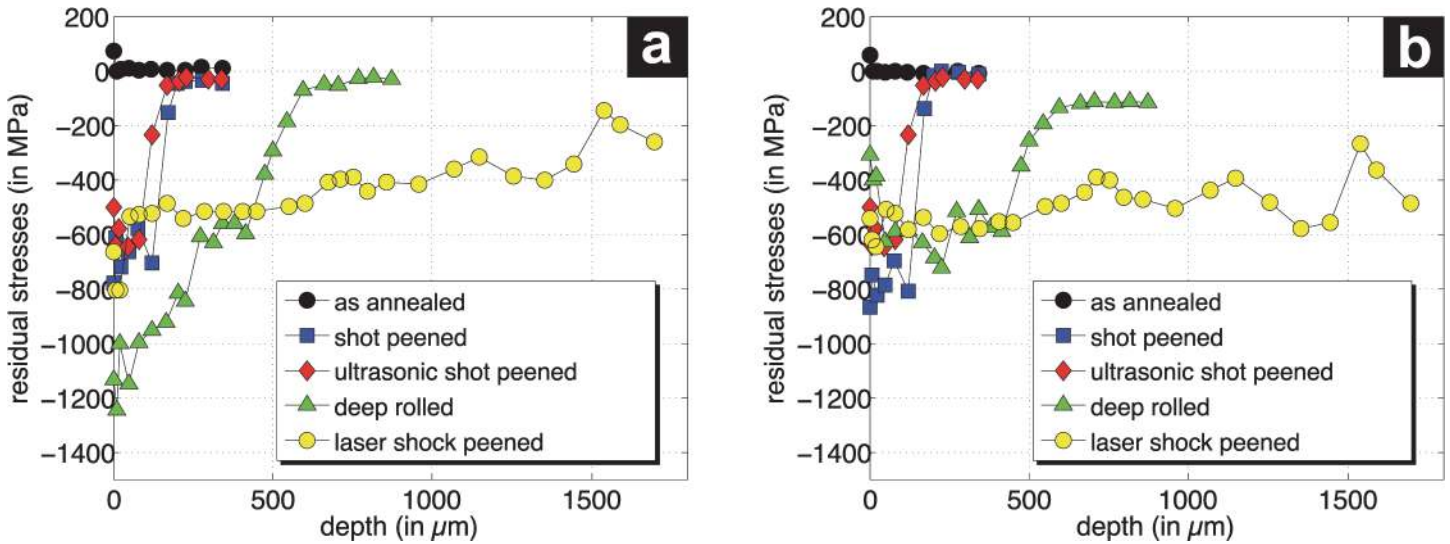 a
200
0
−200
−400
−600
−800
−1000
−1200
−1400
residual stresses (in MPa)
as annealed
shot peened
ultrasonic shot peened
deep rolled
laser shock peened
0
500
1000
1500
depth (in µm)
b
200
0
−200
−400
−600
−800
−1000
−1200
−1400
residual stresses (in MPa)
as annealed
shot peened
ultrasonic shot peened
deep rolled
laser shock peened
0
500
1000
1500
depth (in µm)